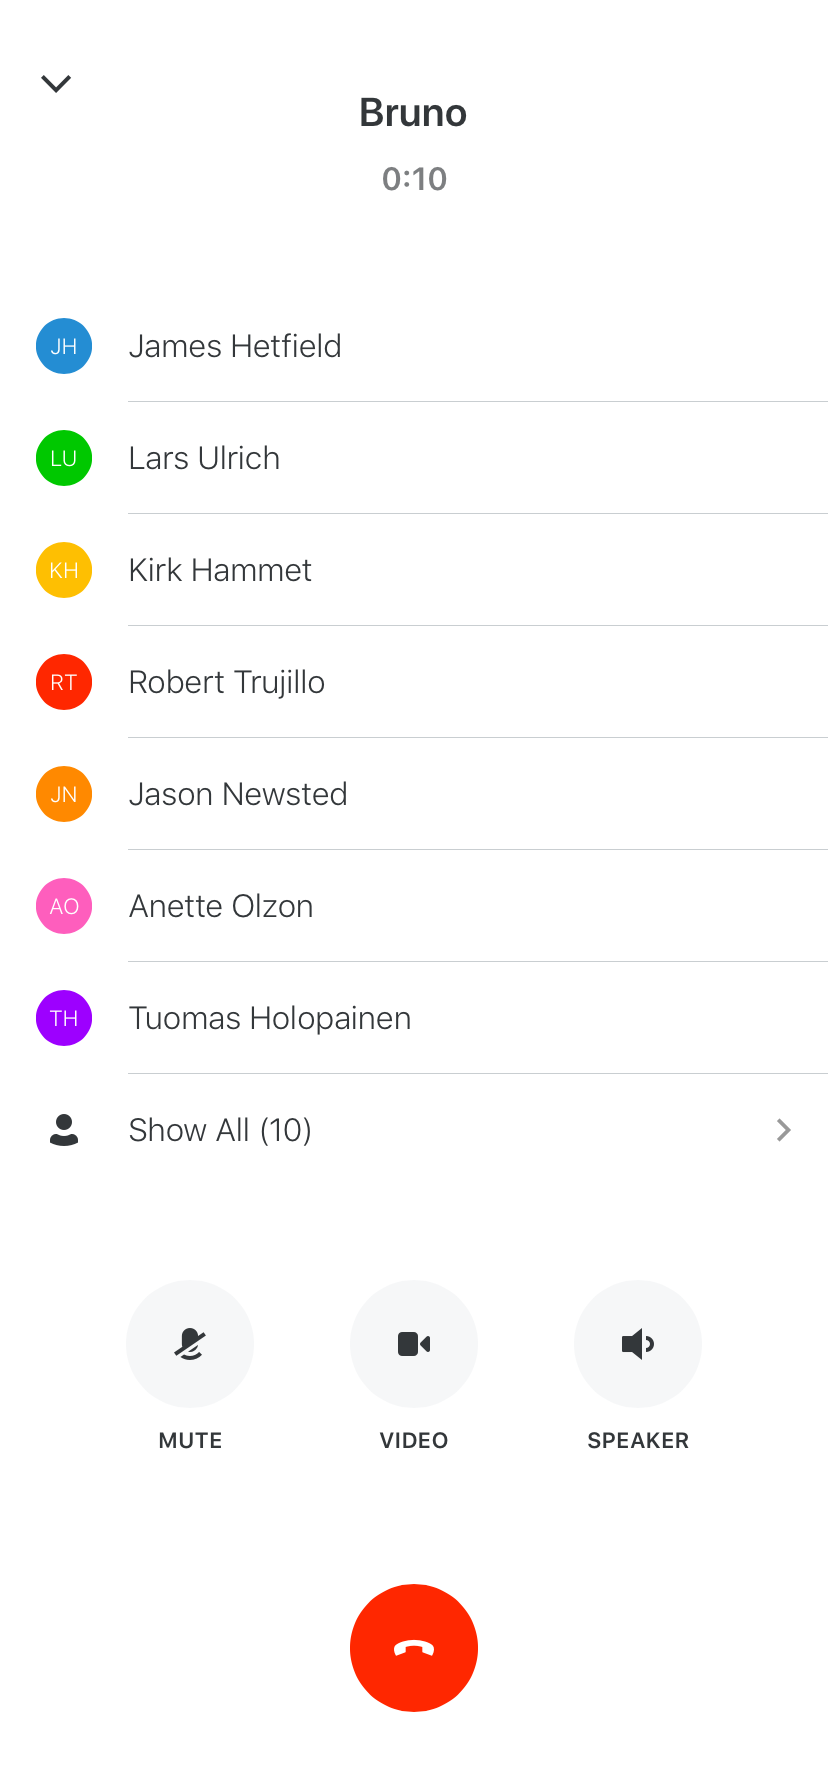 Bruno
0:10
JH James Hetfield
LU Lars Ulrich
KH Kirk Hammet
RT Robert Trujillo
JN Jason Newsted
AO Anette Olzon
TH Tuomas Holopainen
Show All (10)
MUTE VIDEO SPEAKER